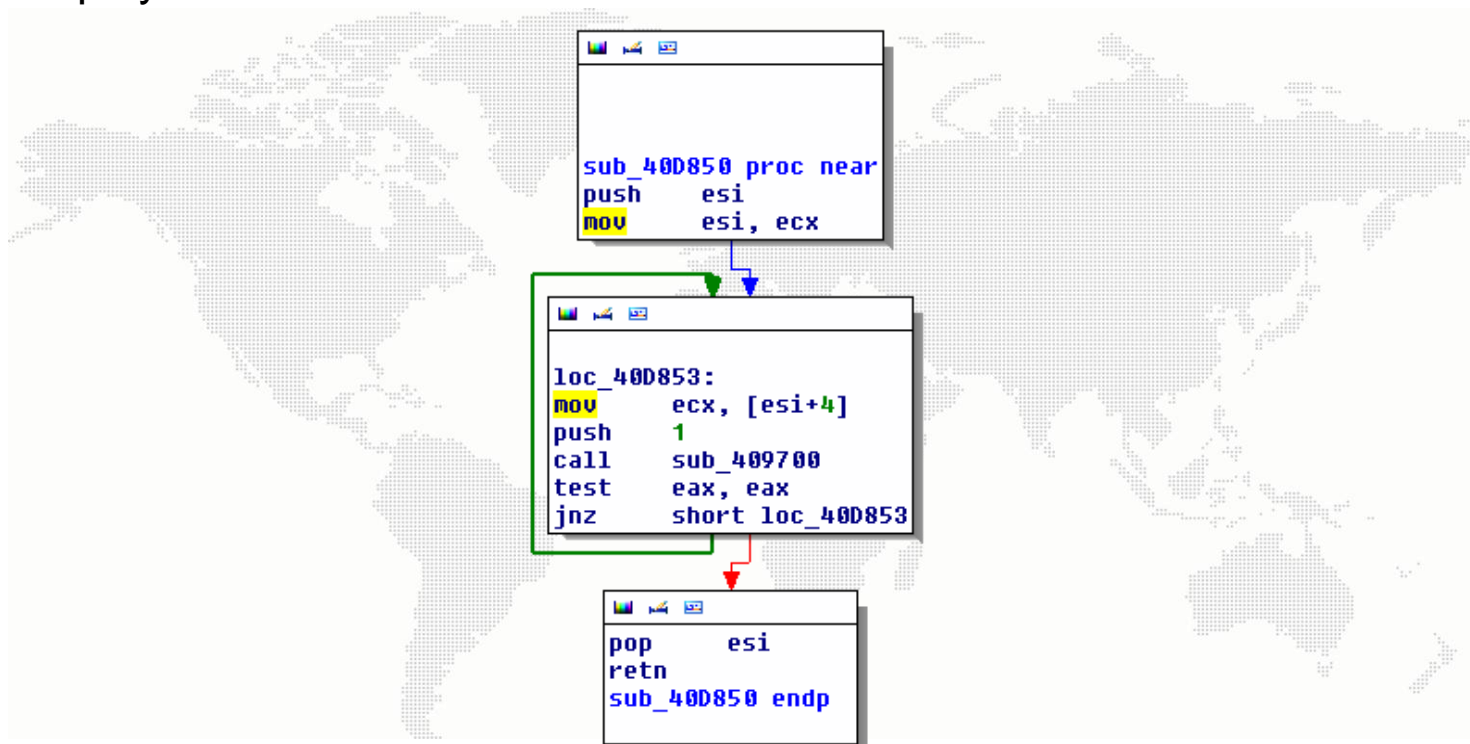 sub_40D850 proc near
push esi
mov esi, ecx
loc_40D853:
mov ecx, [esi+4]
push 1
call sub_409700
test eax, eax
jnz short loc_40D853
pop esi
retn
sub_40D850 endp